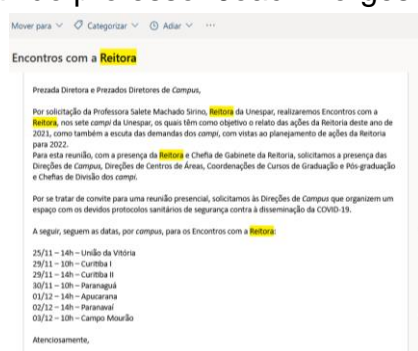 Mover para Categorizar Adiar ...
Encontros com a Reitora
Prezada Diretora e Prezados Diretores de Campus,
Por solicitação da Professora Salete Machado Sirino, Reitora da Unespar, realizaremos Encontros com a
Reitora, nos sete campi da Unespar, os quais têm como objetivo o relato das ações da Reitoria deste ano de
2021, como também a escuta das demandas dos campi, com vistas ao planejamento de ações da Reitoria
para 2022.
Para esta reunião, com a presença da Reitora e Chefia de Gabinete da Reitoria, solicitamos a presença das
Direções de Campus, Direções de Centros de Áreas, Coordenações de Cursos de Graduação e Pós-graduação
e Chefias de Divisão dos campi.
Por se tratar de convite para uma reunião presencial, solicitamos às Direções de Campus que organizem um
espaço com os devidos protocolos sanitários de segurança contra à disseminação da COVID-19.
A seguir, seguem as datas, por campus, para os Encontros com a Reitora:
25/11 – 14h – União da Vitória
29/11 – 10h – Curitiba I
29/11 – 14h – Curitiba II
30/11 – 10h – Paranaguá
01/12 – 14h – Apucarana
02/12 – 14h – Paranavaí
03/12 – 10h – Campo Mourão
Atenciosamente,